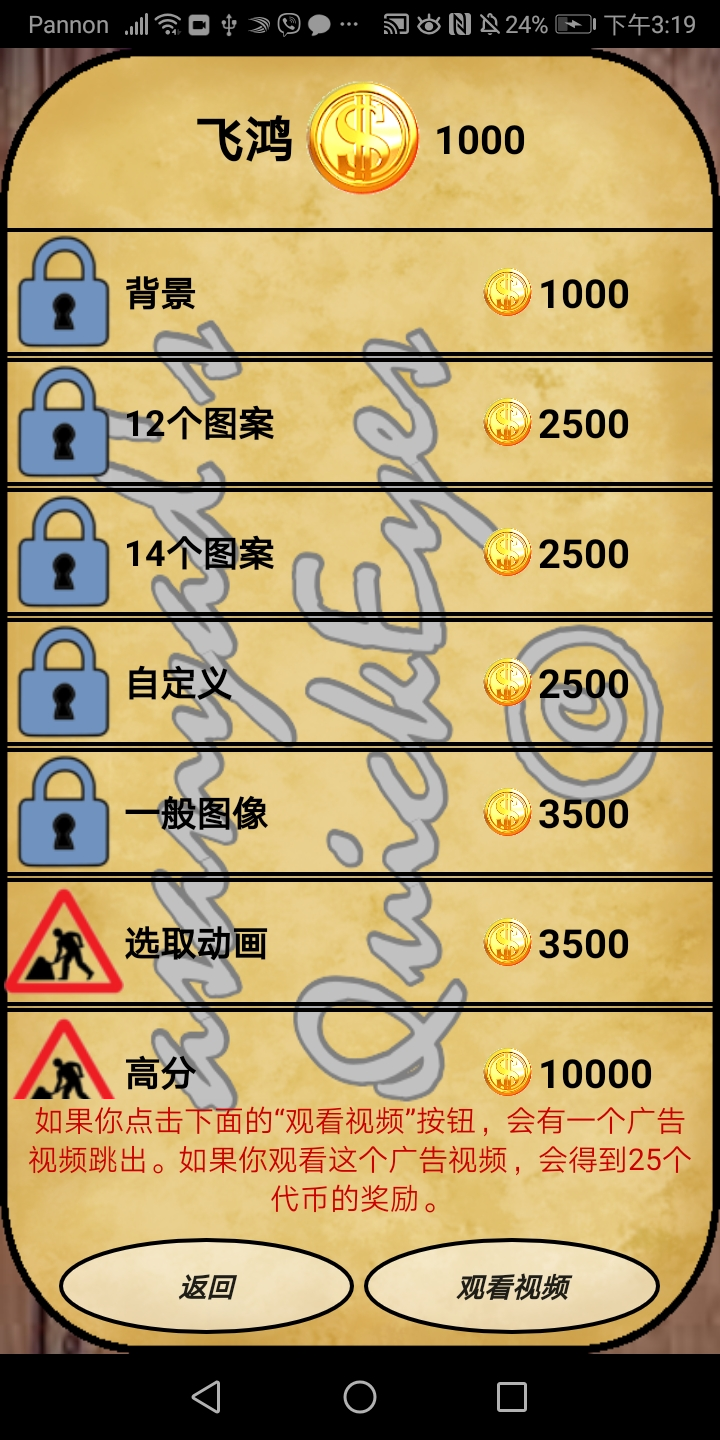 Pannon 24% 下午3:19
飞鸿 1000
背景 1000
12个图案 2500
14个图案 2500
自定义 2500
一般图像 3500
选取动画 3500
高分 10000
如果你点击下面的“观看视频”按钮，会有一个广告
视频跳出。如果你观看这个广告视频，会得到25个
代币的奖励。
返回 观看视频
QuickEyes
©